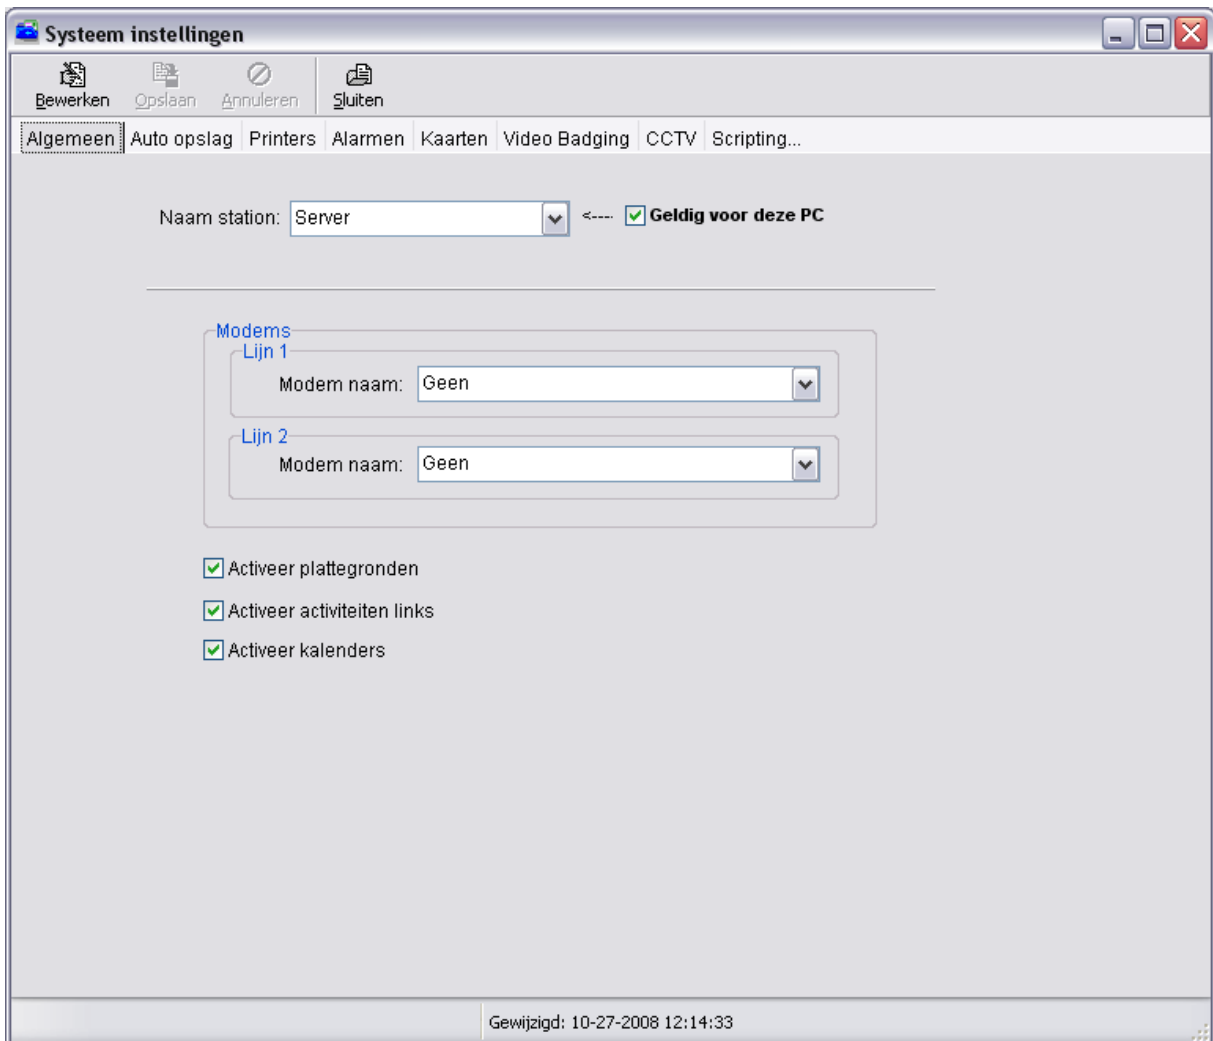 Systeem instellingen
Bewerken Opslaan Annuleren Sluiten
Algemeen Auto opslag Printers Alarmen Kaarten Video Badging CCTV Scripting...
Naam station: Server <---- Geldig voor deze PC
Modems
Lijn 1
Modem naam: Geen
Lijn 2
Modem naam: Geen
Activeer plattegronden
Activeer activiteiten links
Activeer kalenders
Gewijzigd: 10-27-2008 12:14:33